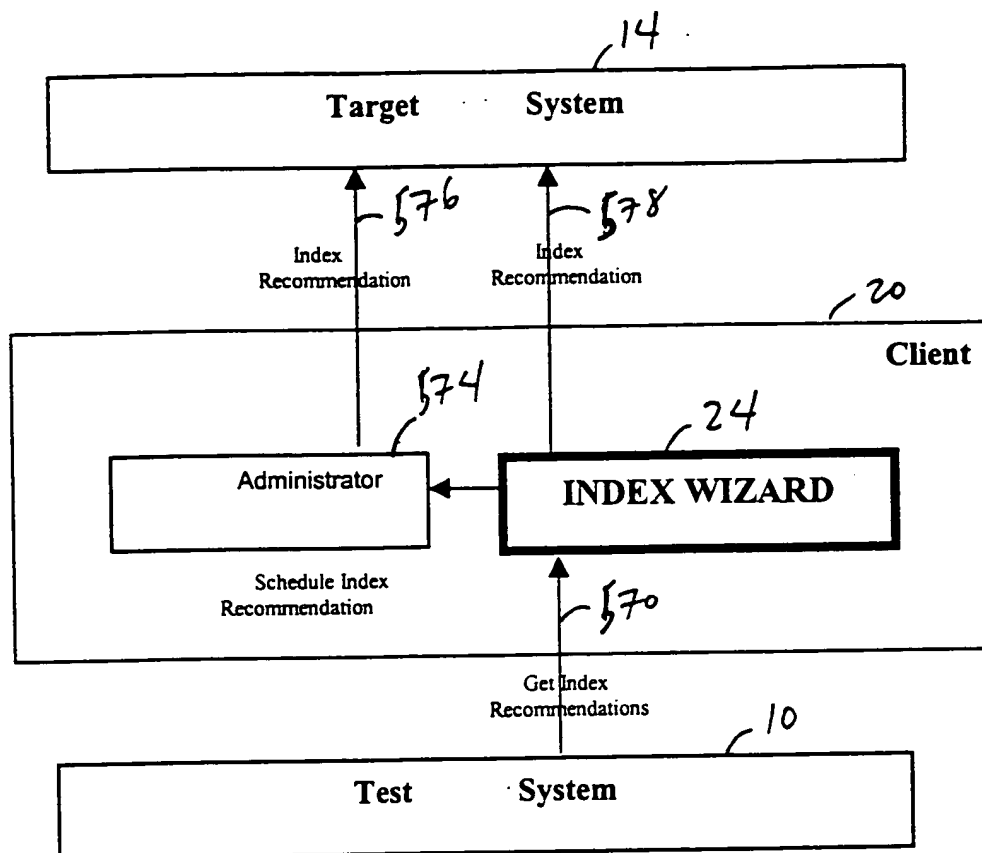 14
Target System
576
578
Index
Recommendation
Index
Recommendation
20
Client
574
24
Administrator
INDEX WIZARD
Schedule Index
Recommendation
570
Get Index
Recommendations
10
Test System